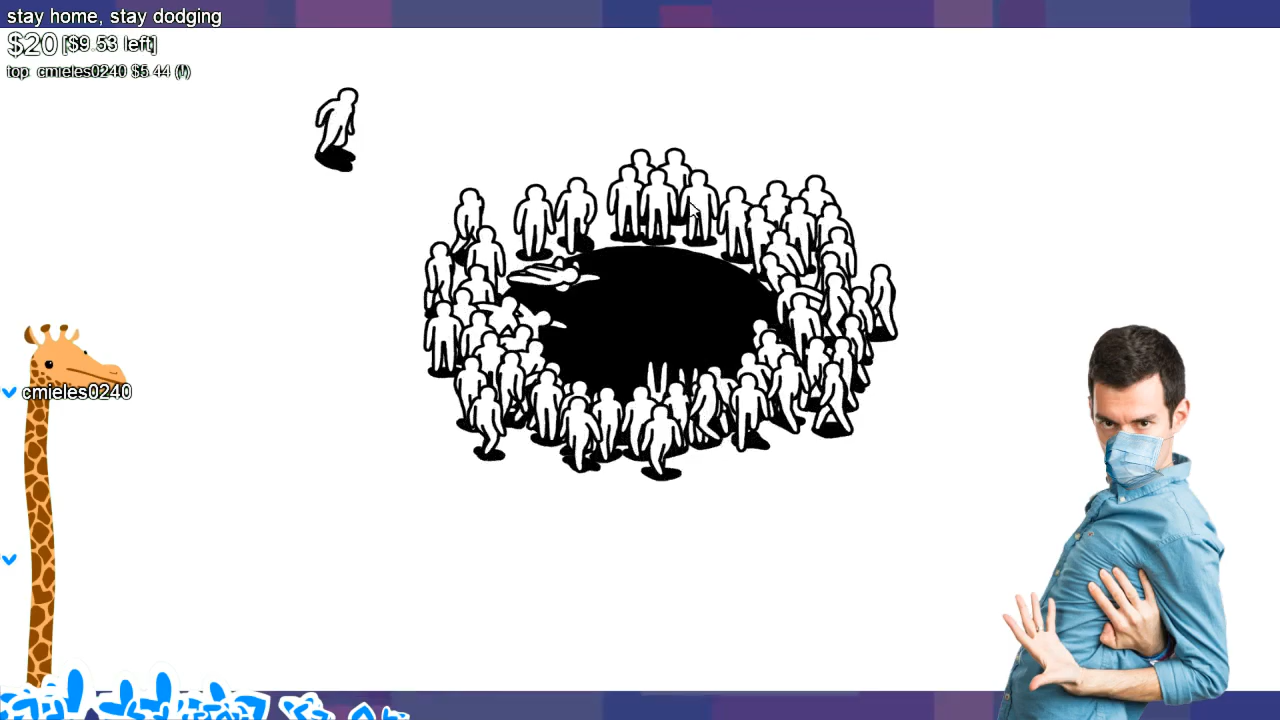 stay home, stay dodging
$20 [$9.53 left]
top cmieles0240 $5.44 (!)
cmieles0240